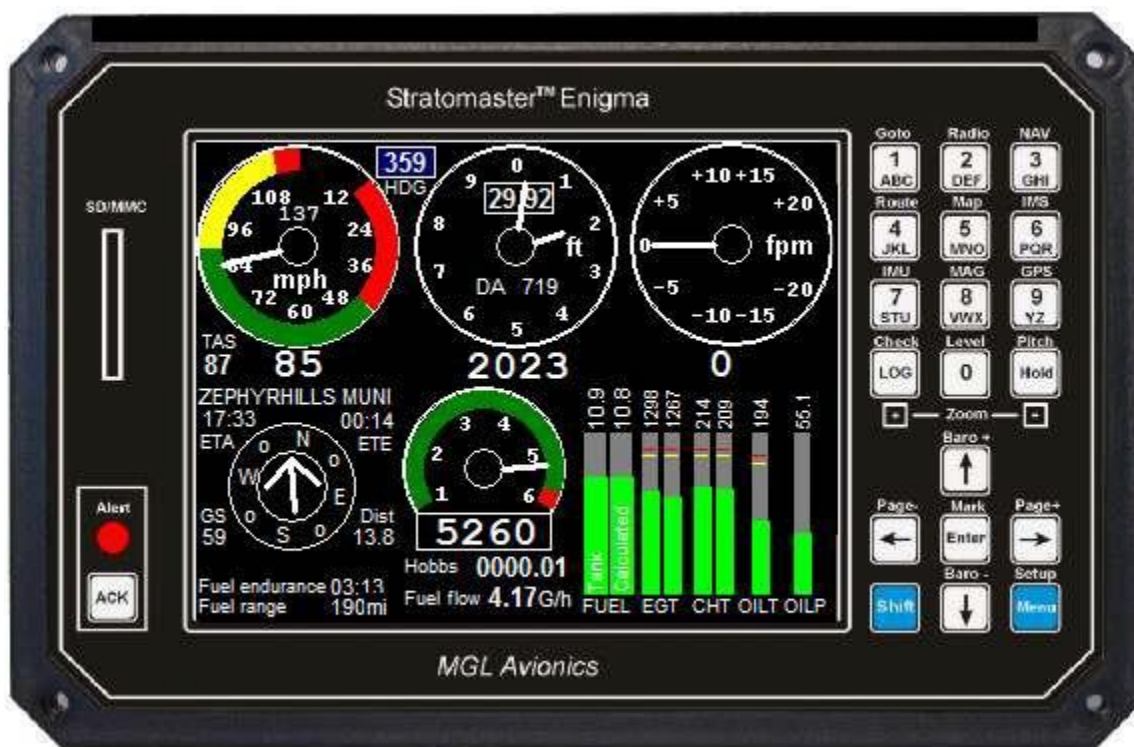 Stratomaster™ Enigma
SD/MMC
359
HDG
108 12
137
96 24
84 36
mph
72 60 48
TAS
87 85
0
9 1
29.92
8 2
ft
7 3
DA 719
6 4
5
2023
+10 +15
+5 +20
0 fpm
-5 -20
-10 -15
0
ZEPHYRHILLS MUNI
17:33 00:14
ETA ETE
N
W E
S
GS Dist
59 13.8
Fuel endurance 03:13
Fuel range 190mi
3 4
2 5
1 6
5260
Hobbs 0000.01
Fuel flow 4.17G/h
10.9 10.8 1298 1267 214 209 194 55.1
Tank Calculated
FUEL EGT CHT OILT OILP
Goto Radio NAV
1 2 3
ABC DEF GHI
Route Map IMS
4 5 6
JKL MNO PQR
IMU MAG GPS
7 8 9
STU VWX YZ
Check Level Pitch
LOG 0 Hold
+ Zoom -
Baro +
Page- Mark Page+
Enter
Baro - Setup
Shift Menu
Alert
ACK
MGL Avionics